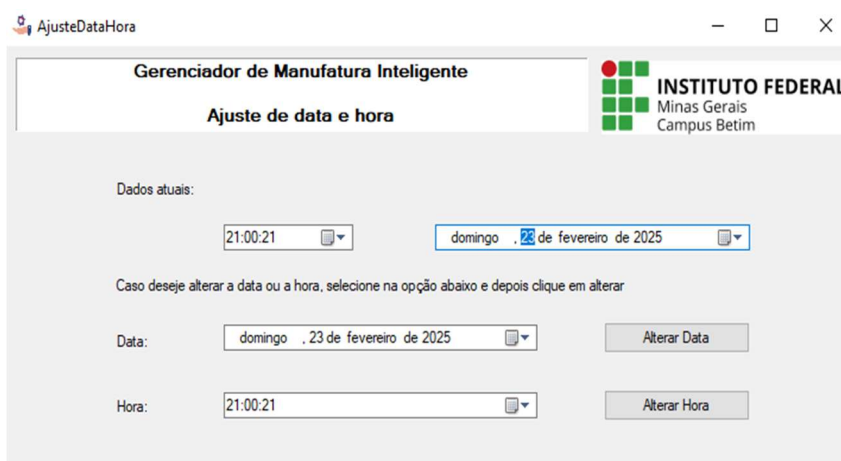 AjusteDataHora
Gerenciador de Manufatura Inteligente
Ajuste de data e hora
INSTITUTO FEDERAL
Minas Gerais
Campus Betim
Dados atuais:
21:00:21
domingo , 23 de fevereiro de 2025
Caso deseje alterar a data ou a hora, selecione na opção abaixo e depois clique em alterar
Data:
domingo , 23 de fevereiro de 2025
Alterar Data
Hora:
21:00:21
Alterar Hora